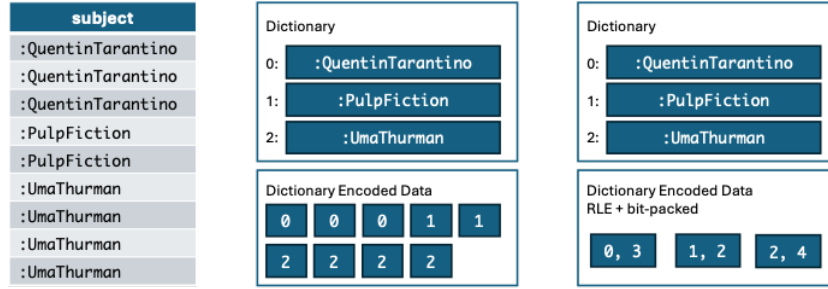 subject
:QuentinTarantino
:QuentinTarantino
:QuentinTarantino
:PulpFiction
:PulpFiction
:UmaThurman
:UmaThurman
:UmaThurman
:UmaThurman
Dictionary
0: :QuentinTarantino
1: :PulpFiction
2: :UmaThurman
Dictionary Encoded Data
0 0 0 1 1
2 2 2 2
Dictionary
0: :QuentinTarantino
1: :PulpFiction
2: :UmaThurman
Dictionary Encoded Data
RLE + bit-packed
0, 3 1, 2 2, 4